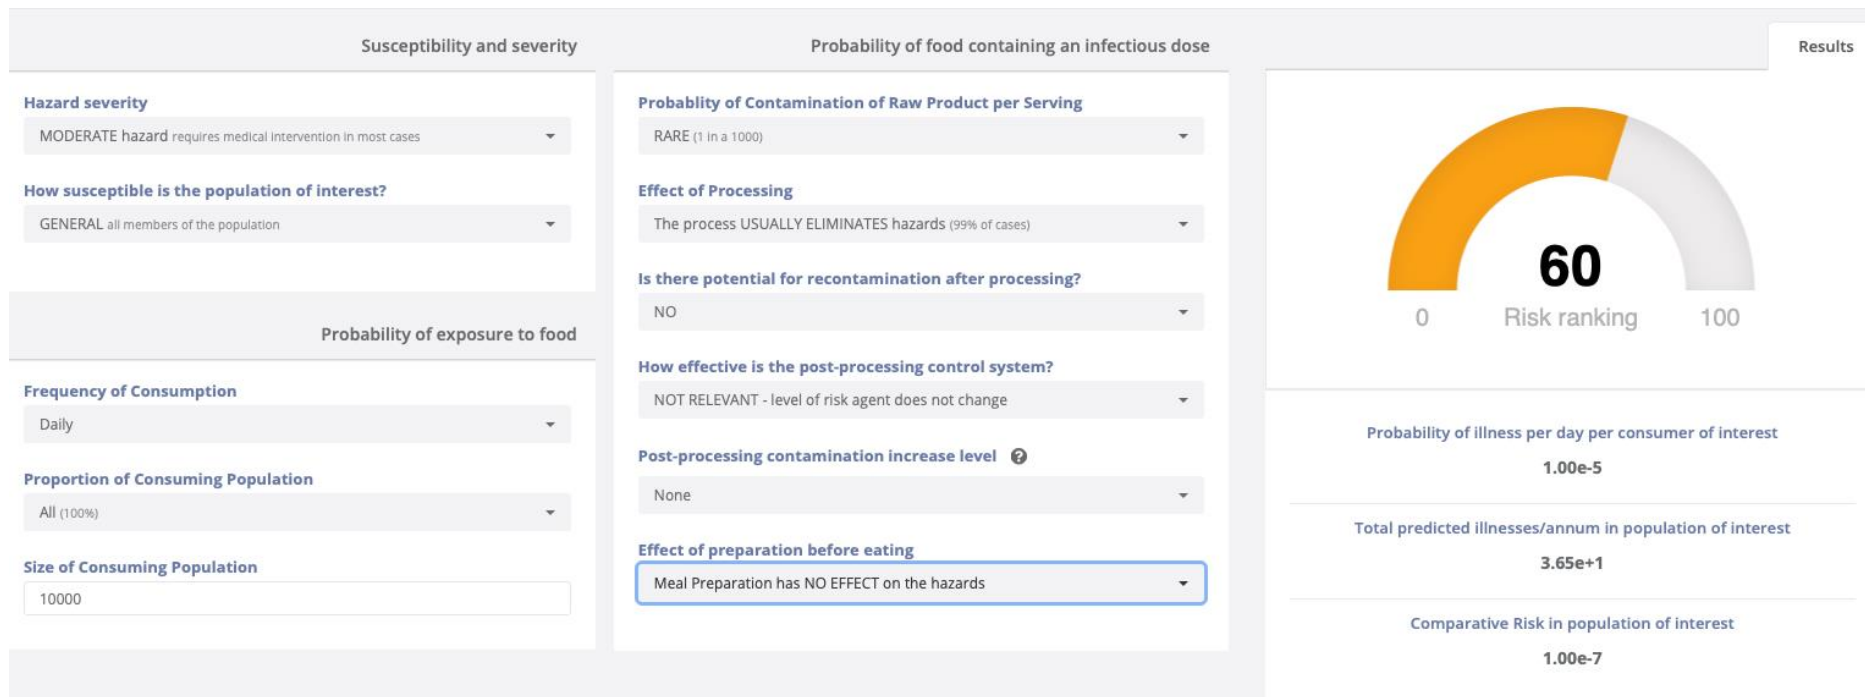 Susceptibility and severity
Hazard severity
MODERATE hazard requires medical intervention in most cases
How susceptible is the population of interest?
GENERAL all members of the population
Probability of exposure to food
Frequency of Consumption
Daily
Proportion of Consuming Population
All (100%)
Size of Consuming Population
10000
Probability of food containing an infectious dose
Probablity of Contamination of Raw Product per Serving
RARE (1 in a 1000)
Effect of Processing
The process USUALLY ELIMINATES hazards (99% of cases)
Is there potential for recontamination after processing?
NO
How effective is the post-processing control system?
NOT RELEVANT - level of risk agent does not change
Post-processing contamination increase level ?
None
Effect of preparation before eating
Meal Preparation has NO EFFECT on the hazards
Results
60
0 Risk ranking 100
Probability of illness per day per consumer of interest
1.00e-5
Total predicted illnesses/annum in population of interest
3.65e+1
Comparative Risk in population of interest
1.00e-7